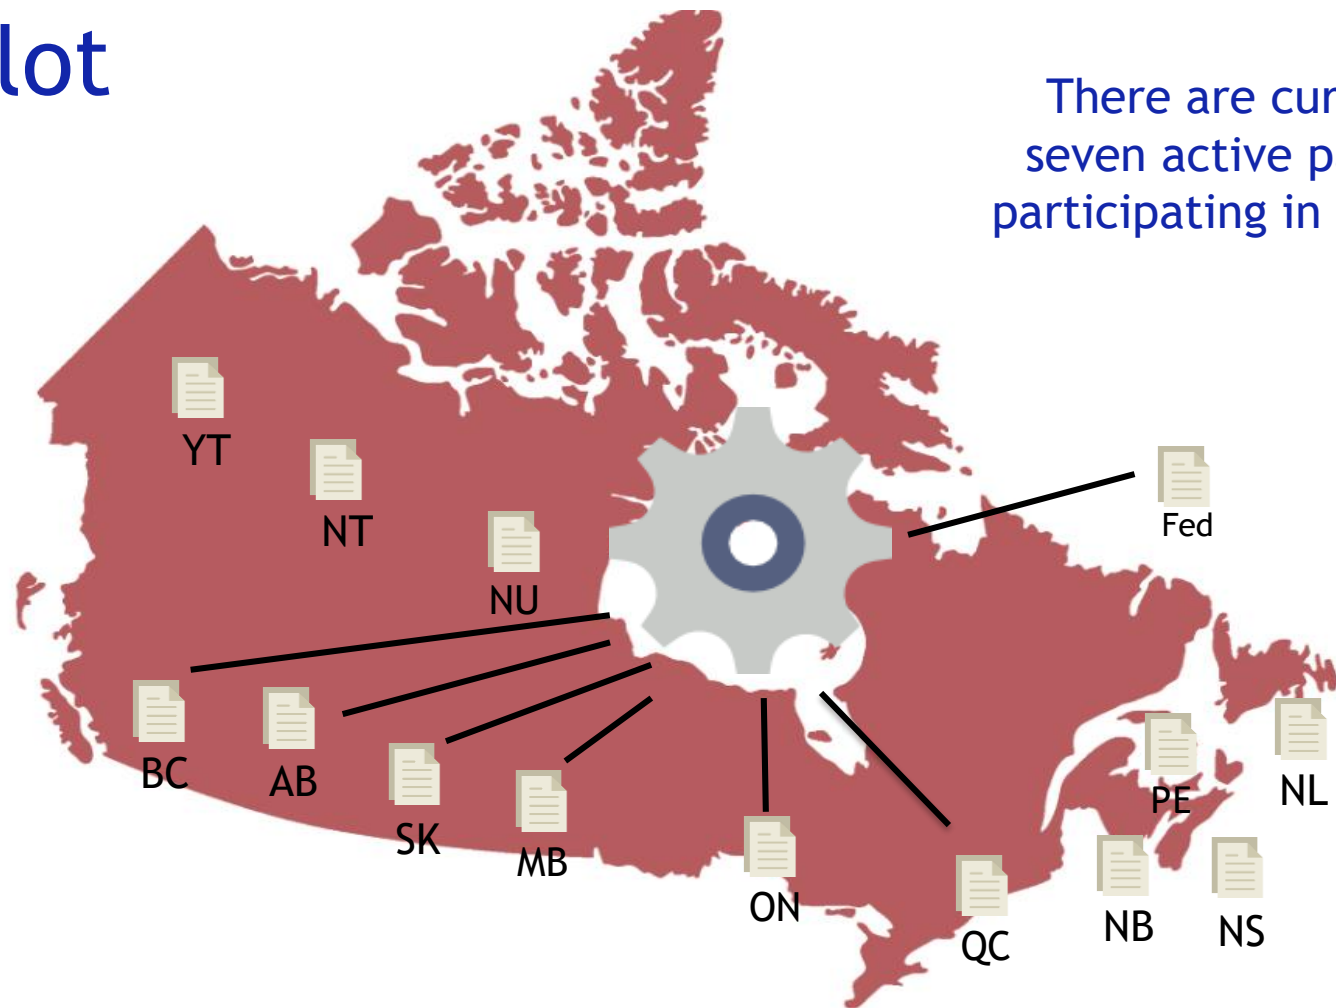 lot
There are cur
seven active p
participating in
YT
NT
Fed
NU
BC
AB
SK
MB
ON
QC
PE
NL
NB
NS